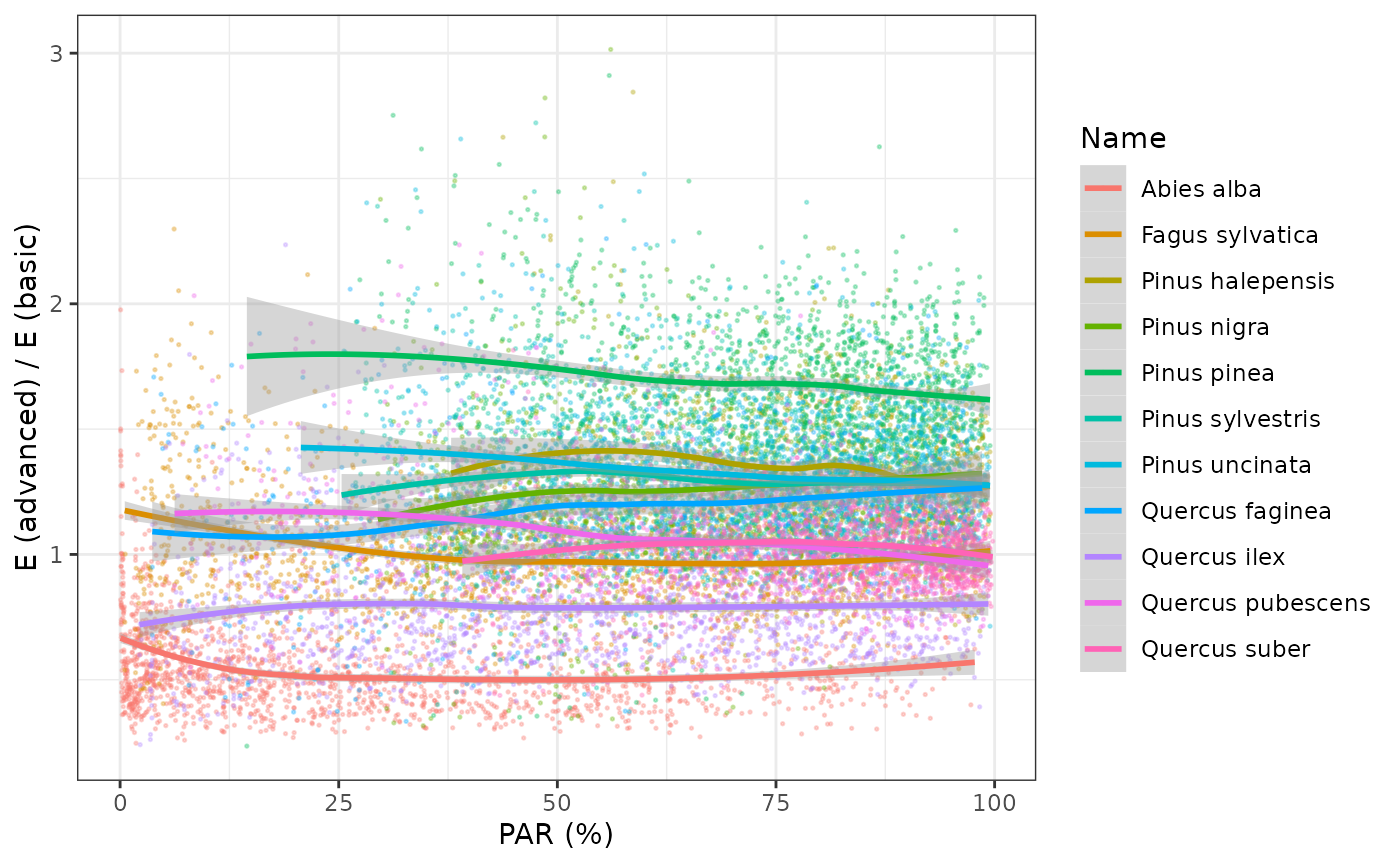 E (advanced) / E (basic)
3
2
1
0 25 50 75 100
PAR (%)
Name
Abies alba
Fagus sylvatica
Pinus halepensis
Pinus nigra
Pinus pinea
Pinus sylvestris
Pinus uncinata
Quercus faginea
Quercus ilex
Quercus pubescens
Quercus suber